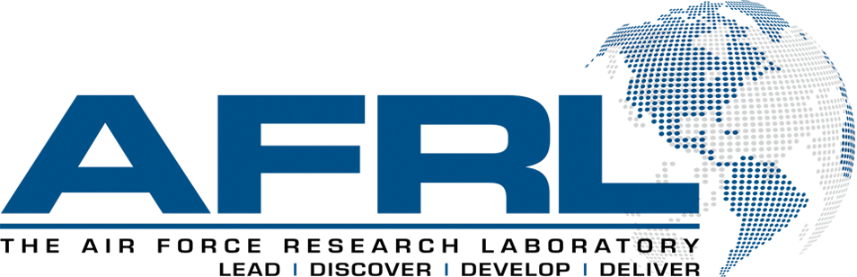 AFRL
THE AIR FORCE RESEARCH LABORATORY
LEAD | DISCOVER | DEVELOP | DELIVER